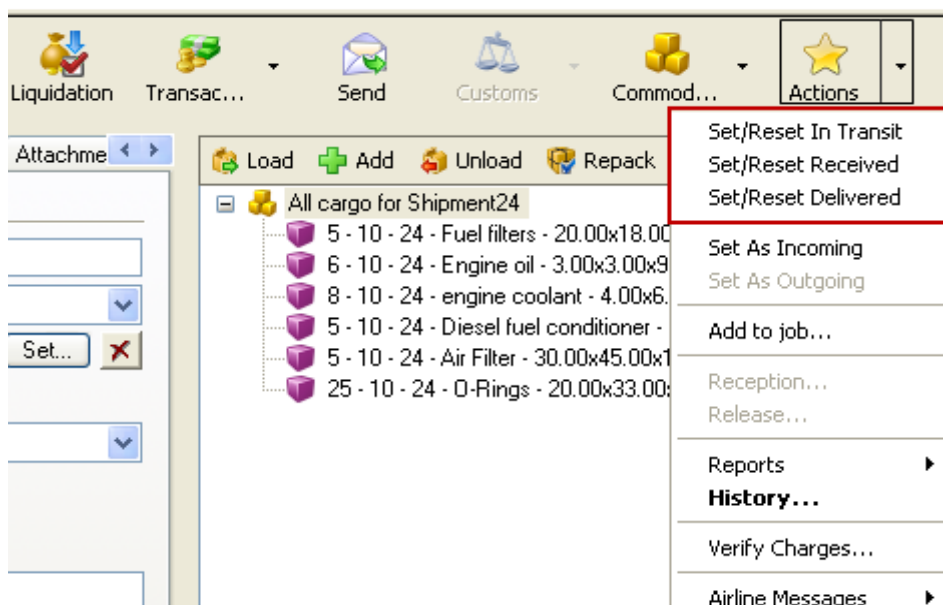 Liquidation Transac... Send Customs Commod... Actions
Attachme
Load Add Unload Repack
Set...
All cargo for Shipment24
5 - 10 - 24 - Fuel filters - 20.00x18.00
6 - 10 - 24 - Engine oil - 3.00x3.00x9
8 - 10 - 24 - engine coolant - 4.00x6.
5 - 10 - 24 - Diesel fuel conditioner -
5 - 10 - 24 - Air Filter - 30.00x45.00x1
25 - 10 - 24 - O-Rings - 20.00x33.00
Set/Reset In Transit
Set/Reset Received
Set/Reset Delivered
Set As Incoming
Set As Outgoing
Add to job...
Reception...
Release...
Reports
History...
Verify Charges...
Airline Messages